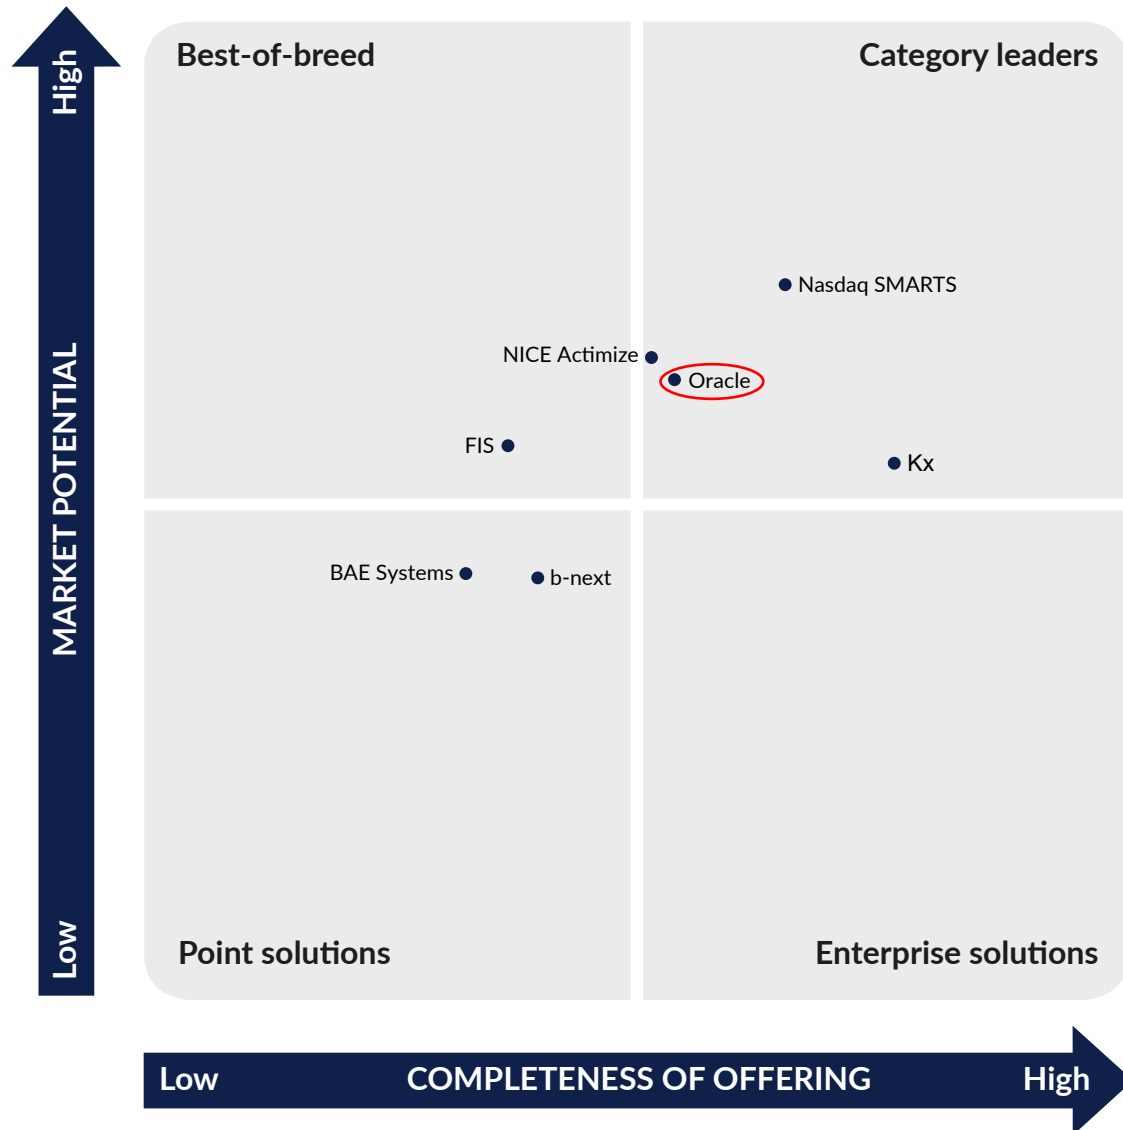 High
MARKET POTENTIAL
Low
Best-of-breed
Category leaders
Nasdaq SMARTS
NICE Actimize
Oracle
FIS
Kx
BAE Systems
b-next
Point solutions
Enterprise solutions
Low
COMPLETENESS OF OFFERING
High